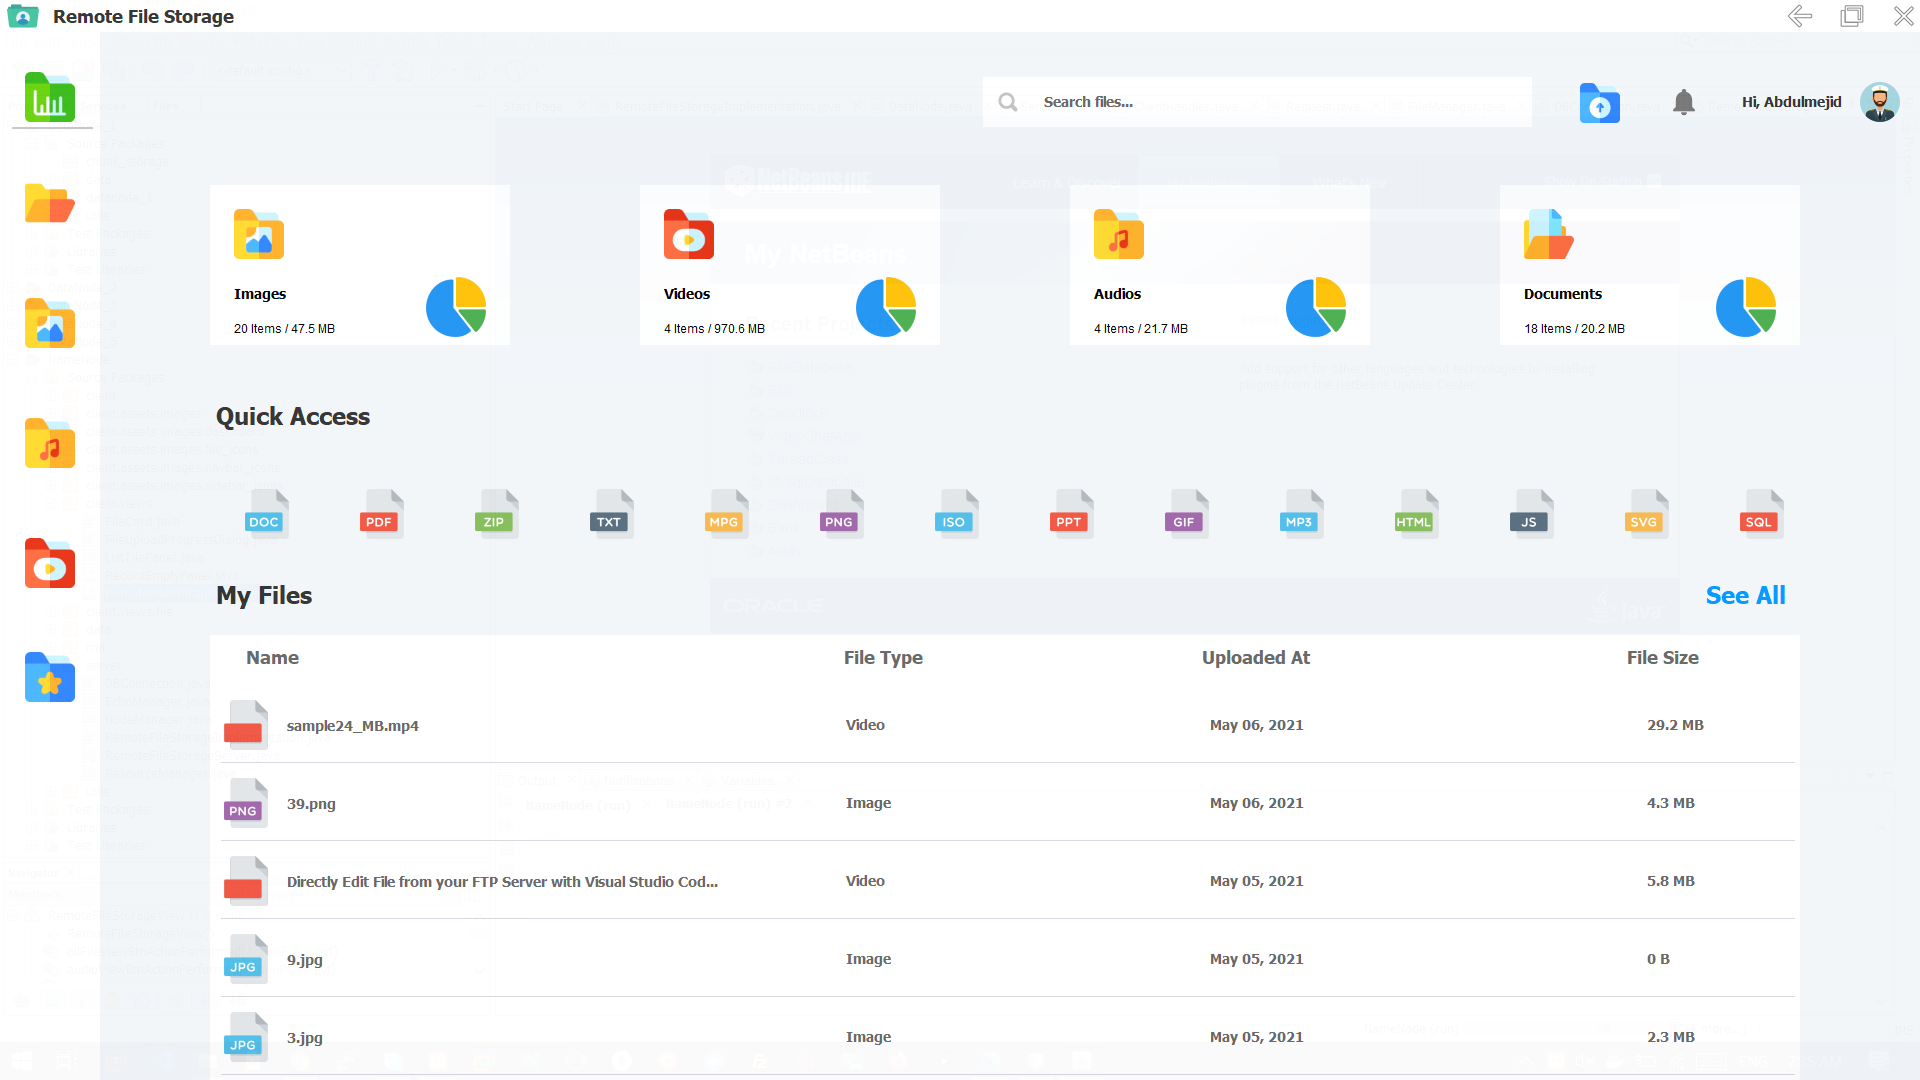 Remote File Storage
Search files...
Hi, Abdulmejid
Images
20 Items / 47.5 MB
Videos
4 Items / 970.6 MB
Audios
4 Items / 21.7 MB
Documents
18 Items / 20.2 MB
My NetBeans
Quick Access
DOC PDF ZIP TXT MPG PNG ISO PPT GIF MP3 HTML JS SVG SQL
My Files
See All
ORACLE
Name File Type Uploaded At File Size
sample24_MB.mp4 Video May 06, 2021 29.2 MB
PNG 39.png Image May 06, 2021 4.3 MB
Directly Edit File from your FTP Server with Visual Studio Cod... Video May 05, 2021 5.8 MB
JPG 9.jpg Image May 05, 2021 0 B
JPG 3.jpg Image May 05, 2021 2.3 MB